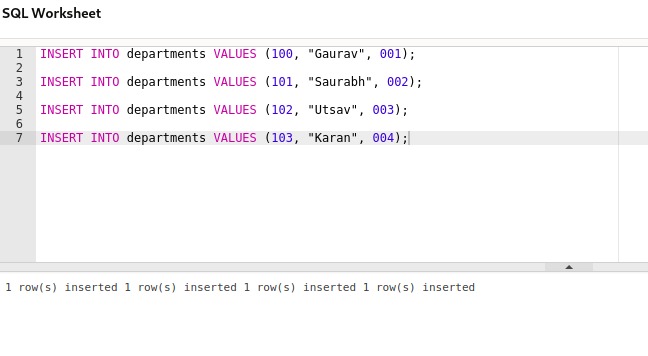 SQL Worksheet
1 INSERT INTO departments VALUES (100, "Gaurav", 001);
2
3 INSERT INTO departments VALUES (101, "Saurabh", 002);
4
5 INSERT INTO departments VALUES (102, "Utsav", 003);
6
7 INSERT INTO departments VALUES (103, "Karan", 004);
1 row(s) inserted 1 row(s) inserted 1 row(s) inserted 1 row(s) inserted